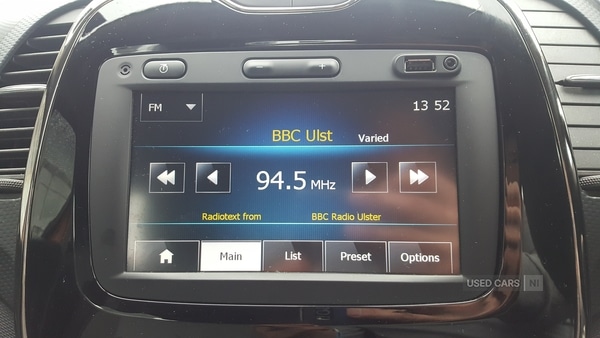 FM
13 52
BBC Ulst Varied
94.5 MHz
Radiotext from BBC Radio Ulster
Main List Preset Options
USED CARS NI